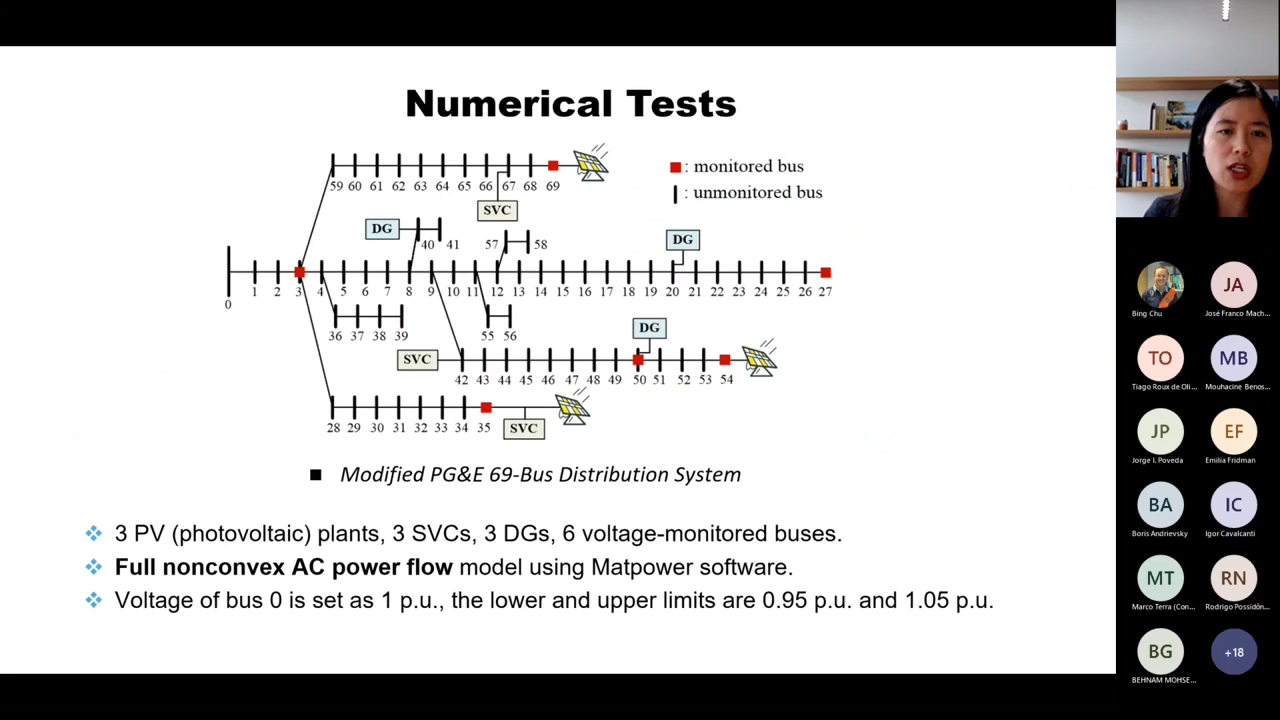 Numerical Tests
: monitored bus
: unmonitored bus
59 60 61 62 63 64 65 66 67 68 69
SVC
DG
40 41
57 58
DG
0 1 2 3 4 5 6 7 8 9 10 11 12 13 14 15 16 17 18 19 20 21 22 23 24 25 26 27
36 37 38 39
55 56
DG
SVC
42 43 44 45 46 47 48 49 50 51 52 53 54
28 29 30 31 32 33 34 35
SVC
Modified PG&E 69-Bus Distribution System
3 PV (photovoltaic) plants, 3 SVCs, 3 DGs, 6 voltage-monitored buses.
Full nonconvex AC power flow model using Matpower software.
Voltage of bus 0 is set as 1 p.u., the lower and upper limits are 0.95 p.u. and 1.05 p.u.
Bing Chu
JA
José Franco Mach...
TO
Tiago Roux de Oli...
MB
Mouhacine Benos...
JP
Jorge I. Poveda
EF
Emilia Fridman
BA
Boris Andrievsky
IC
Igor Cavalcanti
MT
Marco Terra (Con...
RN
Rodrigo Possidôn...
BG
BEHNAM MOHSE...
+18